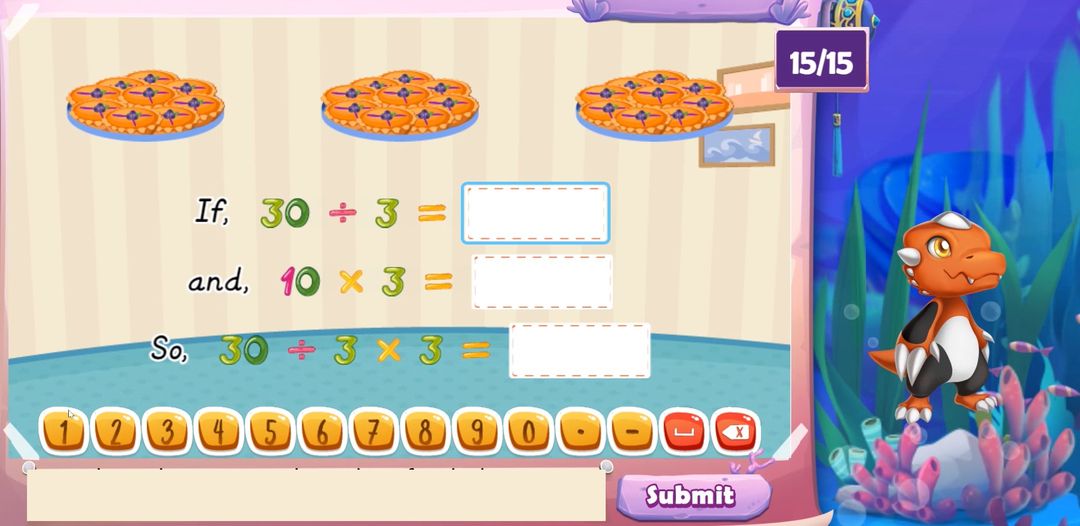 15/15
If, 30 ÷ 3 =
and, 10 × 3 =
So, 30 ÷ 3 × 3 =
1 2 3 4 5 6 7 8 9 0 . -
Submit